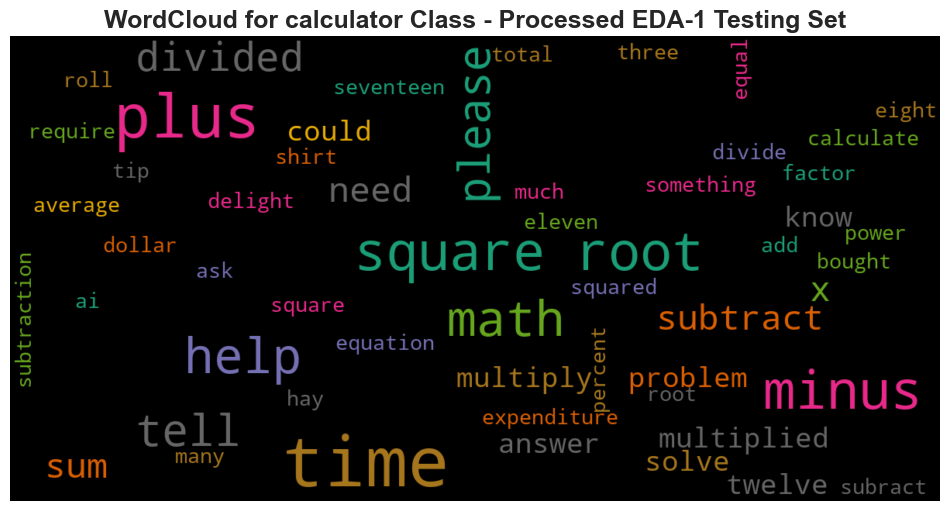 WordCloud for calculator Class - Processed EDA-1 Testing Set
divided
please
total
three
equal
roll
seventeen
plus
eight
require
could
calculate
shirt
divide
tip
factor
need
much
something
average
delight
know
eleven
power
dollar
square root
add
bought
subtraction
ask
squared
x
ai
square
math
subtract
help
equation
percent
multiply
problem
minus
hay
root
expenditure
tell
answer
multiplied
many
time
sum
solve
twelve
subract